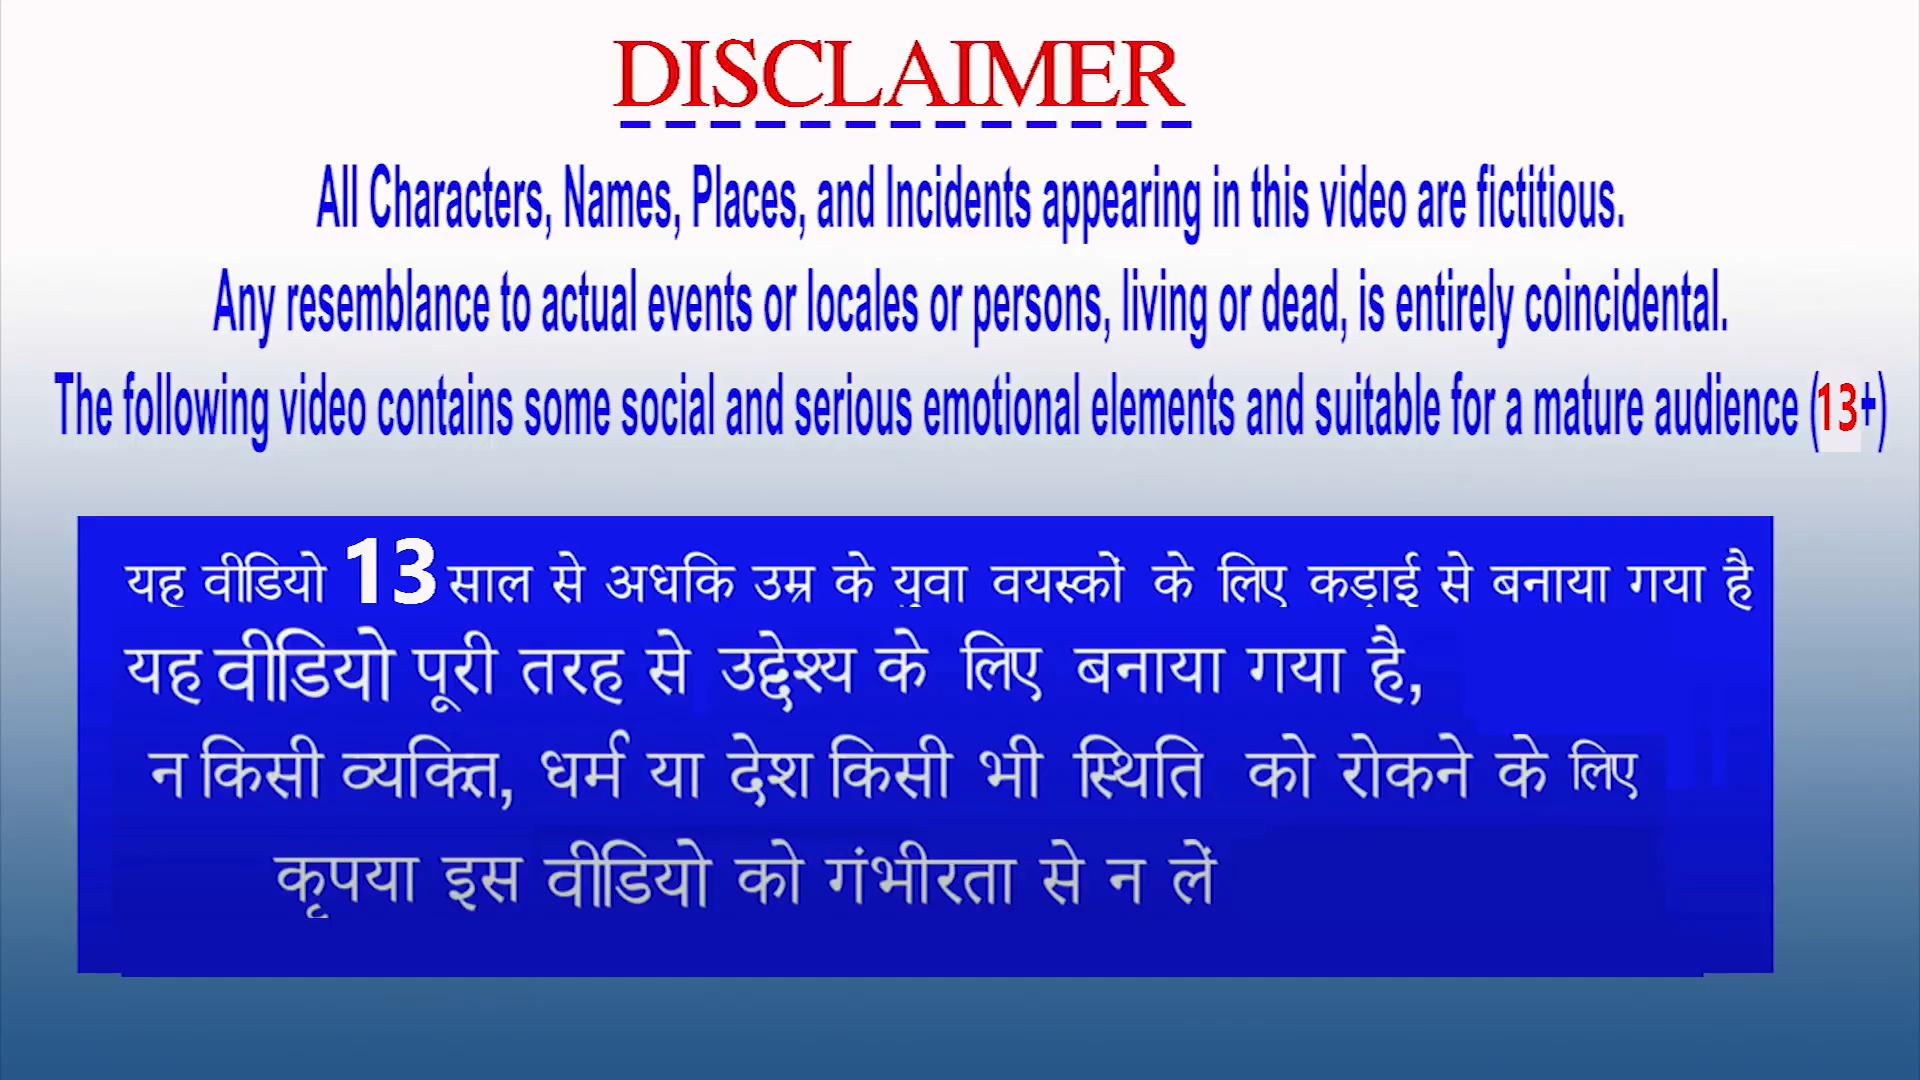 DISCLAIMER
All Characters, Names, Places, and Incidents appearing in this video are fictitious.
Any resemblance to actual events or locales or persons, living or dead, is entirely coincidental.
The following video contains some social and serious emotional elements and suitable for a mature audience (13+)
यह वीडियो 13 साल से अधकि उम्र के युवा वयस्कों के लिए कड़ाई से बनाया गया है
यह वीडियो पूरी तरह से उद्देश्य के लिए बनाया गया है,
न किसी व्यक्ति, धर्म या देश किसी भी स्थिति को रोकने के लिए
कृपया इस वीडियो को गंभीरता से न लें